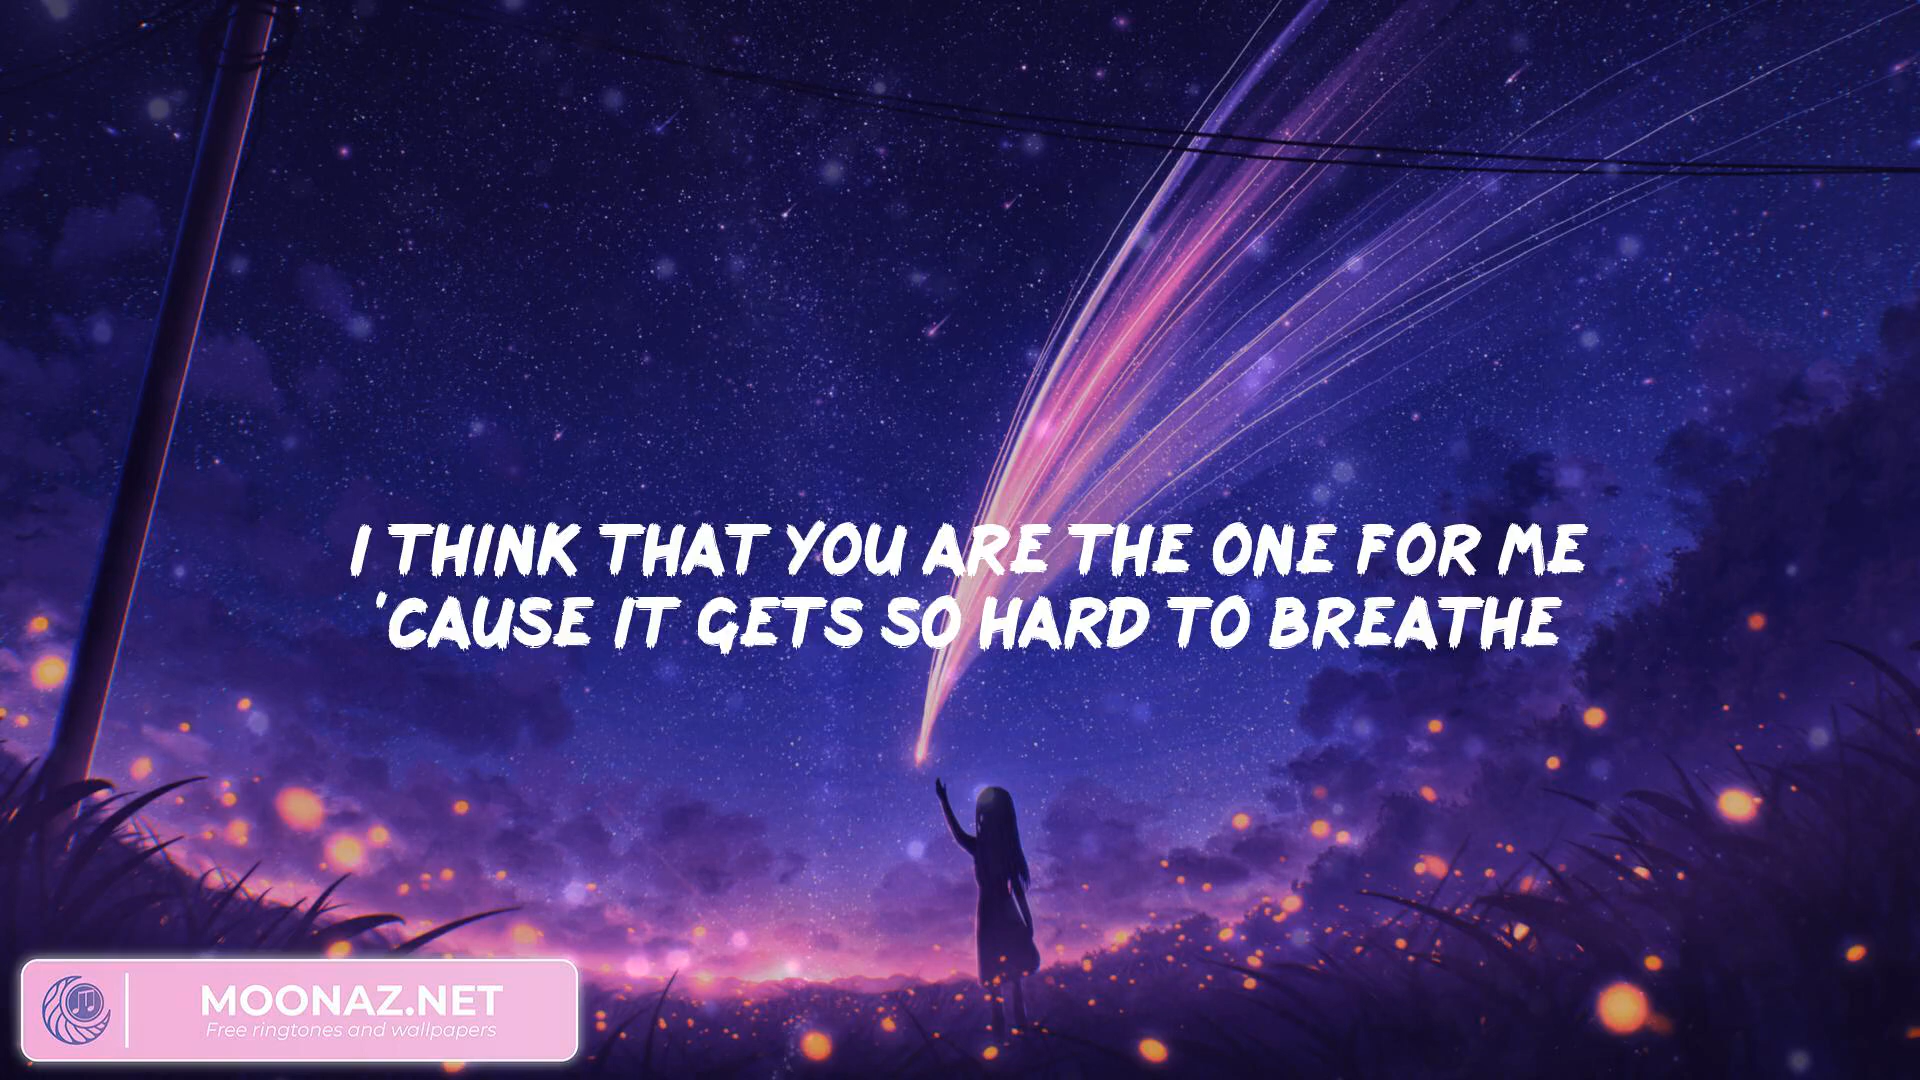 I THINK THAT YOU ARE THE ONE FOR ME
'CAUSE IT GETS SO HARD TO BREATHE
MOONAZ.NET
Free ringtones and wallpapers